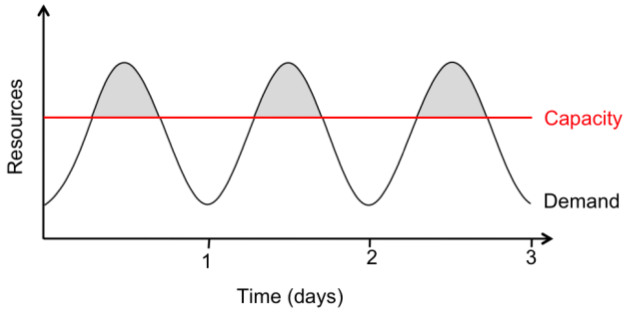 Resources
Capacity
Demand
1
2
3
Time (days)